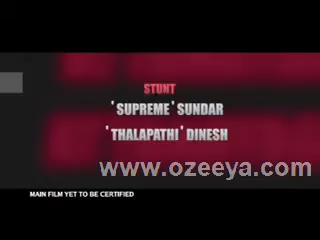 STUNT
'SUPREME' SUNDAR
'THALAPATHI' DINESH
www.ozeeya.com
MAIN FILM YET TO BE CERTIFIED